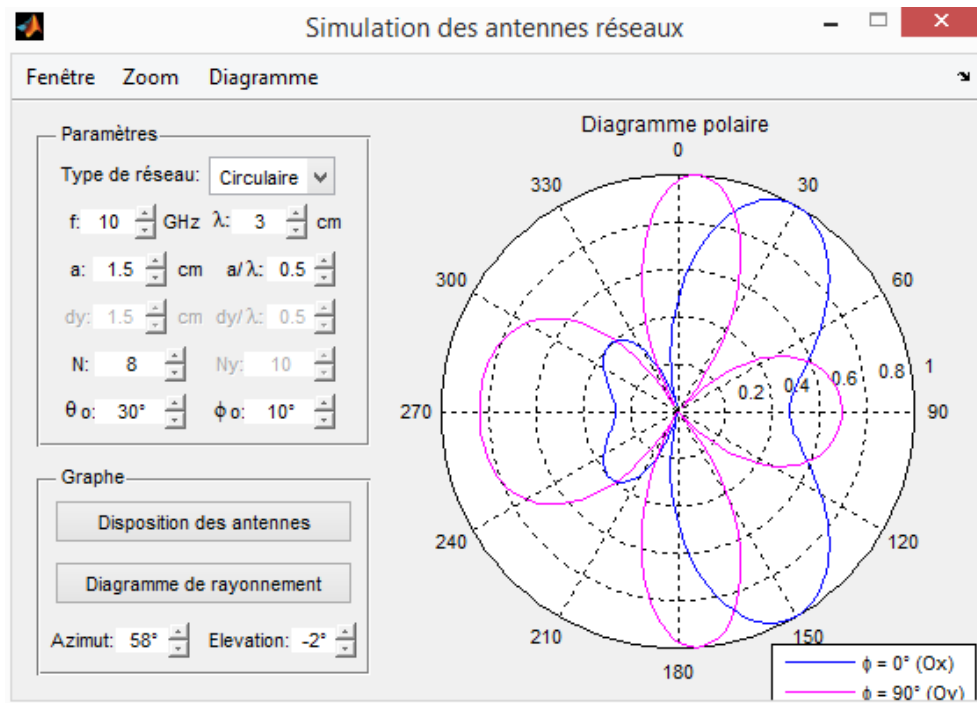 Simulation des antennes réseaux
Fenêtre Zoom Diagramme
Paramètres
Type de réseau: Circulaire
f: 10 GHz λ: 3 cm
a: 1.5 cm a/ λ: 0.5
dy: 1.5 cm dy/ λ: 0.5
N: 8 Ny: 10
θ o: 30° ϕ o: 10°
Graphe
Disposition des antennes
Diagramme de rayonnement
Azimut: 58° Elevation: -2°
Diagramme polaire
0
330 30
300 60
0.2 0.4 0.6 0.8 1
270 90
240 120
210 150
180
ϕ = 0° (Ox)
ϕ = 90° (Oy)